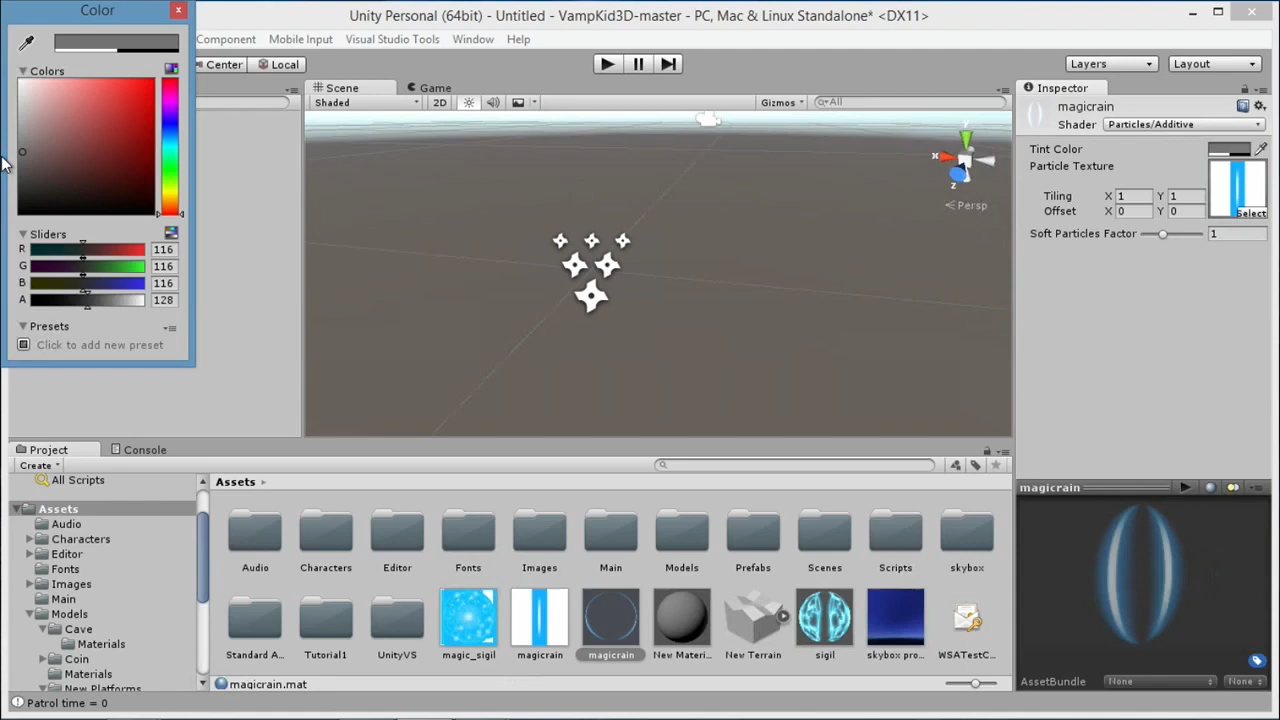 Color
Unity Personal (64bit) - Untitled - VampKid3D-master - PC, Mac & Linux Standalone* <DX11>
Component Mobile Input Visual Studio Tools Window Help
Center Local Layers Layout
Colors
Scene Game
Shaded 2D Gizmos All
Inspector
magicrain
Shader Particles/Additive
Tint Color
Particle Texture
Tiling X 1 Y 1
Offset X 0 Y 0
Select
Soft Particles Factor 1
y
x
z
Persp
Sliders
R 116
G 116
B 116
A 128
Presets
Click to add new preset
Project Console
Create
All Scripts
Assets
Audio
Characters
Editor
Fonts
Images
Main
Models
Cave
Materials
Coin
Materials
New Platforms
Assets
Audio Characters Editor Fonts Images Main Models Prefabs Scenes Scripts skybox
Standard A... Tutorial1 UnityVS magic_sigil magicrain magicrain New Materi... New Terrain sigil skybox pro... WSATestC...
magicrain.mat
magicrain
AssetBundle None None
Patrol time = 0